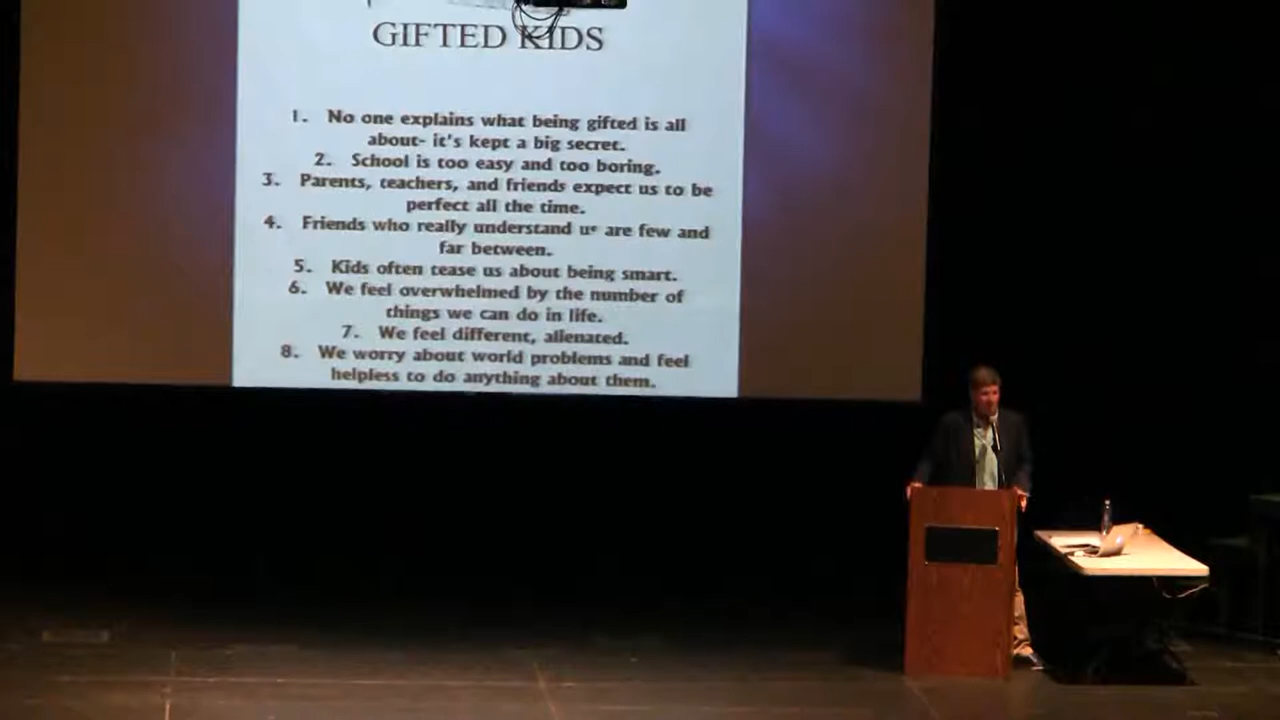 GIFTED KIDS
1. No one explains what being gifted is all
about- it's kept a big secret.
2. School is too easy and too boring.
3. Parents, teachers, and friends expect us to be
perfect all the time.
4. Friends who really understand us are few and
far between.
5. Kids often tease us about being smart.
6. We feel overwhelmed by the number of
things we can do in life.
7. We feel different, alienated.
8. We worry about world problems and feel
helpless to do anything about them.